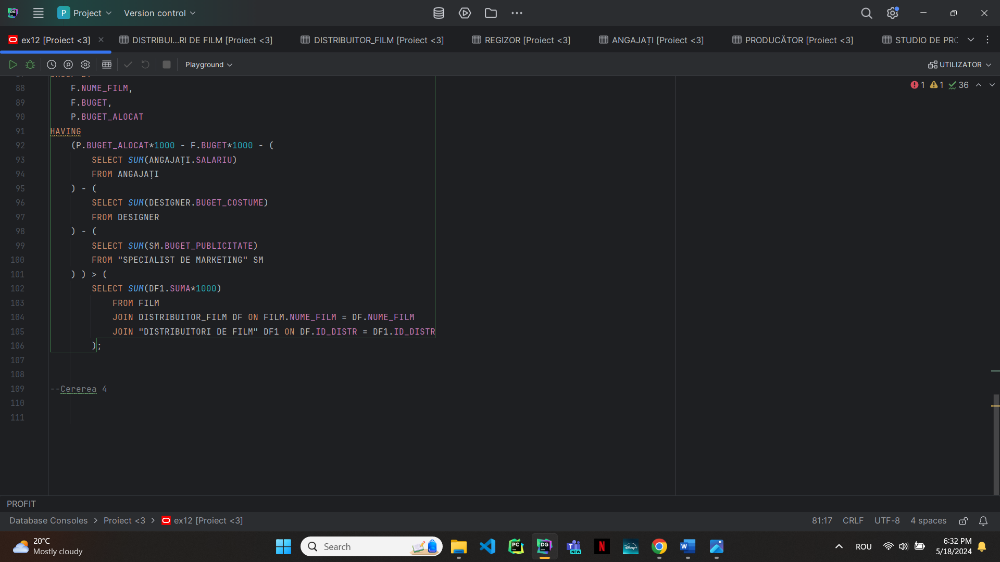 Project
Version control
ex12 [Proiect <3]
DISTRIBUI...RI DE FILM [Proiect <3]
DISTRIBUITOR_FILM [Proiect <3]
REGIZOR [Proiect <3]
ANGAJAȚI [Proiect <3]
PRODUCĂTOR [Proiect <3]
STUDIO DE PRO
Playground
UTILIZATOR
1 1 36
88 F.NUME_FILM,
89 F.BUGET,
90 P.BUGET_ALOCAT
91 HAVING
92 (P.BUGET_ALOCAT*1000 - F.BUGET*1000 - (
93 SELECT SUM(ANGAJAȚI.SALARIU)
94 FROM ANGAJAȚI
95 ) - (
96 SELECT SUM(DESIGNER.BUGET_COSTUME)
97 FROM DESIGNER
98 ) - (
99 SELECT SUM(SM.BUGET_PUBLICITATE)
100 FROM "SPECIALIST DE MARKETING" SM
101 ) ) > (
102 SELECT SUM(DF1.SUMA*1000)
103 FROM FILM
104 JOIN DISTRIBUITOR_FILM DF ON FILM.NUME_FILM = DF.NUME_FILM
105 JOIN "DISTRIBUITORI DE FILM" DF1 ON DF.ID_DISTR = DF1.ID_DISTR
106 );
107
108
109 --Cererea 4
110
111
PROFIT
Database Consoles > Proiect <3 > ex12 [Proiect <3]
81:17 CRLF UTF-8 4 spaces
20°C
Mostly cloudy
Search
ROU
6:32 PM
5/18/2024